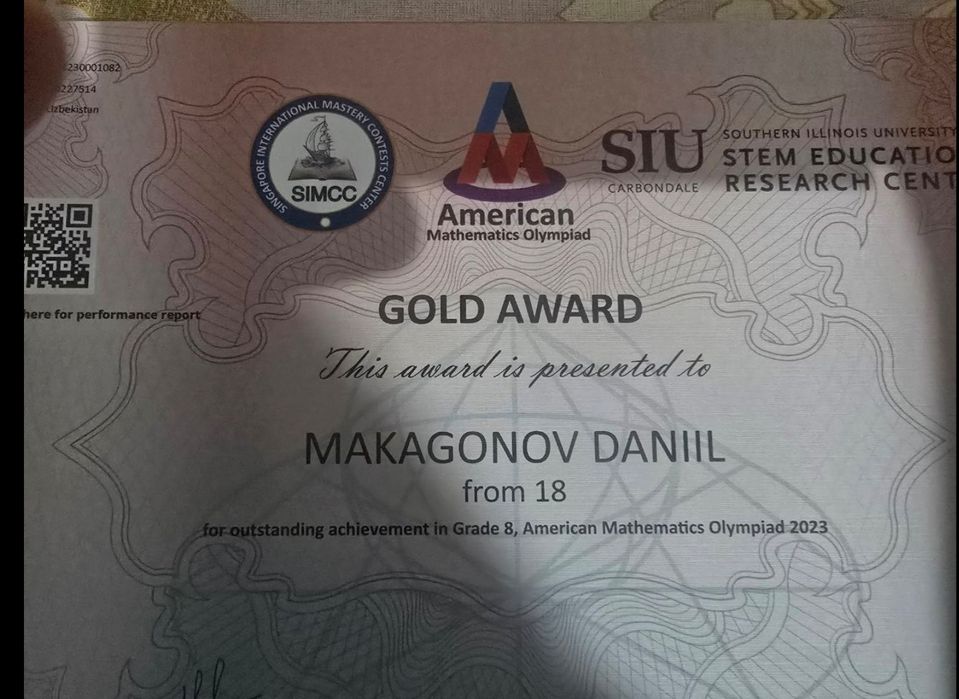 230001082
227514
Uzbekistan
SINGAPORE INTERNATIONAL MASTERY CONTESTS CENTER
SIMCC
American
Mathematics Olympiad
SIU
CARBONDALE
SOUTHERN ILLINOIS UNIVERSITY
STEM EDUCATIO
RESEARCH CENT
here for performance report
GOLD AWARD
This award is presented to
MAKAGONOV DANIIL
from 18
for outstanding achievement in Grade 8, American Mathematics Olympiad 2023